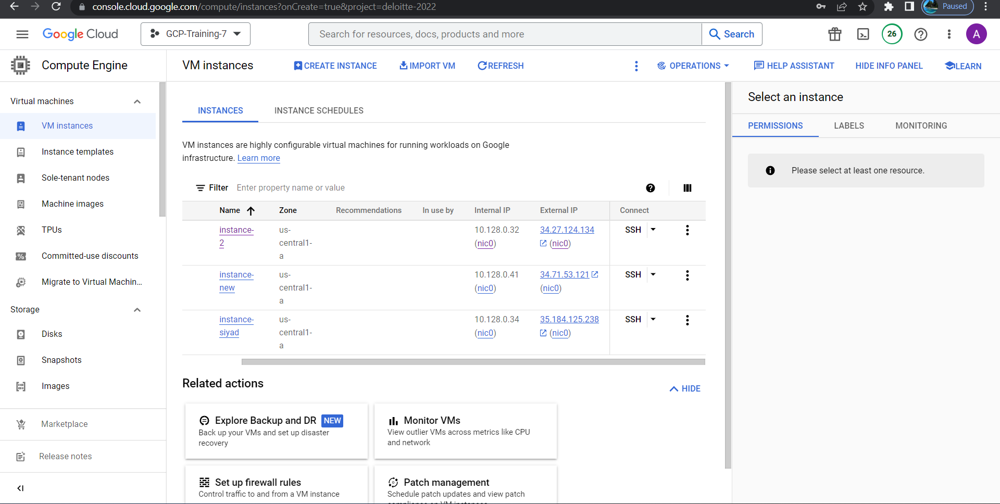 console.cloud.google.com/compute/instances?onCreate=true&project=deloitte-2022
Paused
Google Cloud
GCP-Training-7
Search for resources, docs, products and more
Search
26
A
Compute Engine
VM instances
CREATE INSTANCE
IMPORT VM
REFRESH
OPERATIONS
HELP ASSISTANT
HIDE INFO PANEL
LEARN
Virtual machines
VM instances
Instance templates
Sole-tenant nodes
Machine images
TPUs
Committed-use discounts
Migrate to Virtual Machin...
Storage
Disks
Snapshots
Images
Marketplace
Release notes
INSTANCES
INSTANCE SCHEDULES
VM instances are highly configurable virtual machines for running workloads on Google
infrastructure. Learn more
Filter Enter property name or value
Name Zone Recommendations In use by Internal IP External IP Connect
instance- us- 10.128.0.32 34.27.124.134 SSH
2 central1- (nic0) (nic0)
a
instance- us- 10.128.0.41 34.71.53.121 SSH
new central1- (nic0) (nic0)
a
instance- us- 10.128.0.34 35.184.125.238 SSH
siyad central1- (nic0) (nic0)
a
Related actions
HIDE
Explore Backup and DR NEW
Back up your VMs and set up disaster
recovery
Monitor VMs
View outlier VMs across metrics like CPU
and network
Set up firewall rules
Control traffic to and from a VM instance
Patch management
Schedule patch updates and view patch
compliance on VM instances
Select an instance
PERMISSIONS
LABELS
MONITORING
Please select at least one resource.